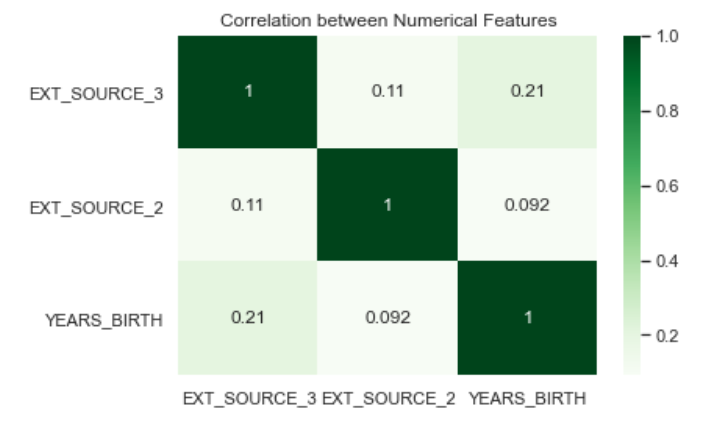 Correlation between Numerical Features
EXT_SOURCE_3 1 0.11 0.21
EXT_SOURCE_2 0.11 1 0.092
YEARS_BIRTH 0.21 0.092 1
EXT_SOURCE_3 EXT_SOURCE_2 YEARS_BIRTH
1.0
0.8
0.6
0.4
0.2